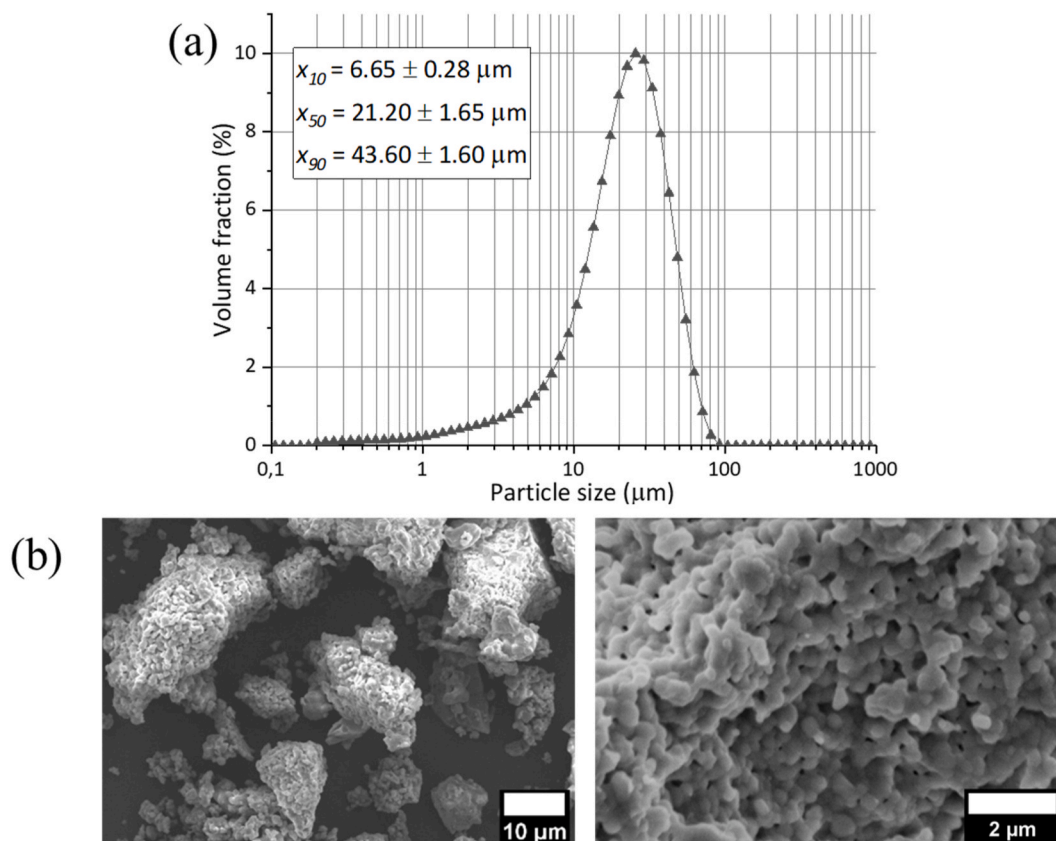 (a)
x10 = 6.65 ± 0.28 μm
x50 = 21.20 ± 1.65 μm
x90 = 43.60 ± 1.60 μm
Volume fraction (%)
10
8
6
4
2
0
0,1 1 10 100 1000
Particle size (μm)
(b)
10 μm
2 μm